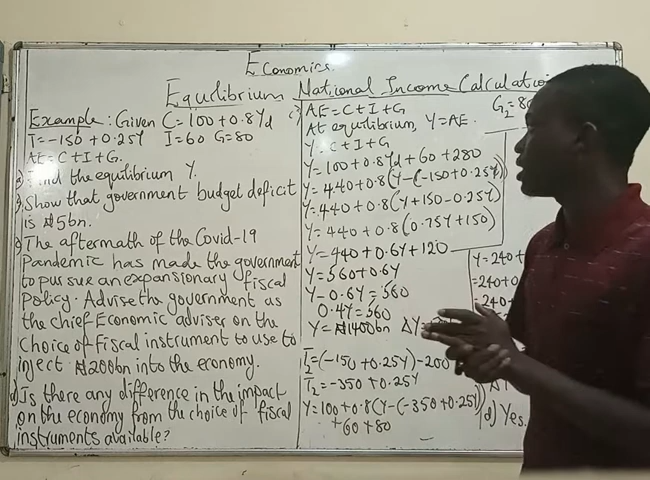 Economics.
Equilibrium National Income Calculation
Example: Given C=100+0.8Yd
T=-150+0.25Y I=60 G=80
AE=C+I+G.
a) Find the equilibrium Y.
b) Show that government budget deficit
is ₦5bn.
c) The aftermath of the Covid-19
Pandemic has made the government
to pursue an expansionary fiscal
Policy. Advise the government as
the chief Economic adviser on the
Choice of fiscal instrument to use to
inject ₦200bn into the economy.
d) Is there any difference in the impact
on the economy from the choice of fiscal
instruments available?
c) AE=C+I+G
At equilibrium, Y=AE.
Y=C+I+G
Y=100+0.8Yd+60+280
Y=440+0.8(Y-(-150+0.25Y)
Y=440+0.8(Y+150-0.25Y)
Y=440+0.8(0.75Y+150)
Y=440+0.6Y+120
Y=560+0.6Y
Y-0.6Y=560
0.4Y=560
Y=₦1400bn ΔY=
T₂=(-150+0.25Y)-200
T₂=-350+0.25Y
Y=100+0.8(Y-(-350+0.25Y))
+60+80
G₂=80
Y=240+
=240+0
=240+
(d) Yes.